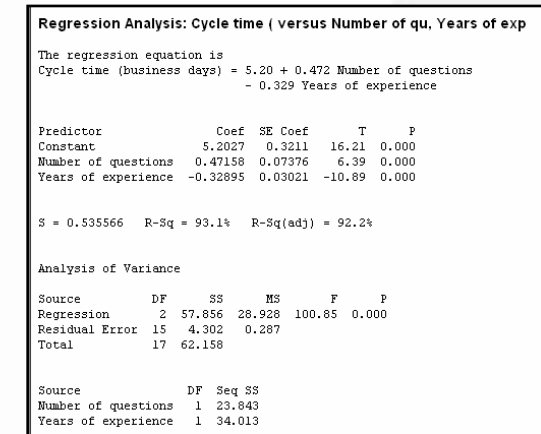 Regression Analysis: Cycle time ( versus Number of qu, Years of exp
The regression equation is
Cycle time (business days) = 5.20 + 0.472 Number of questions
- 0.329 Years of experience
Predictor Coef SE Coef T P
Constant 5.2027 0.3211 16.21 0.000
Number of questions 0.47158 0.07376 6.39 0.000
Years of experience -0.32895 0.03021 -10.89 0.000
S = 0.535566 R-Sq = 93.1% R-Sq(adj) = 92.2%
Analysis of Variance
Source DF SS MS F P
Regression 2 57.856 28.928 100.85 0.000
Residual Error 15 4.302 0.287
Total 17 62.158
Source DF Seq SS
Number of questions 1 23.843
Years of experience 1 34.013